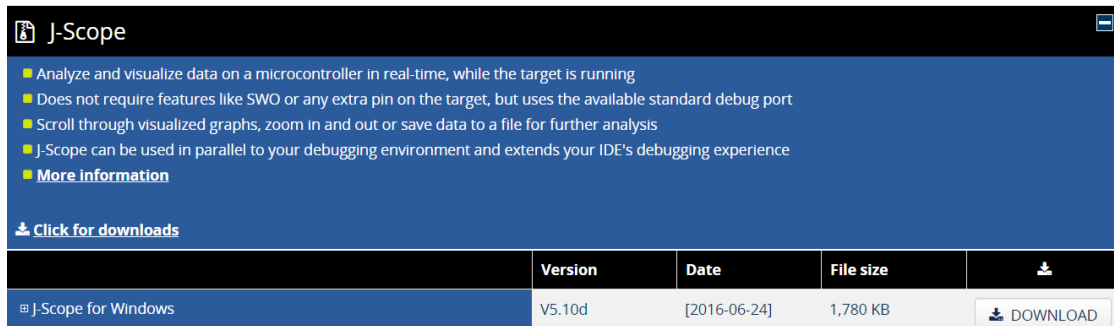 J-Scope
Analyze and visualize data on a microcontroller in real-time, while the target is running
Does not require features like SWO or any extra pin on the target, but uses the available standard debug port
Scroll through visualized graphs, zoom in and out or save data to a file for further analysis
J-Scope can be used in parallel to your debugging environment and extends your IDE's debugging experience
More information
Click for downloads
Version Date File size
J-Scope for Windows V5.10d [2016-06-24] 1,780 KB DOWNLOAD